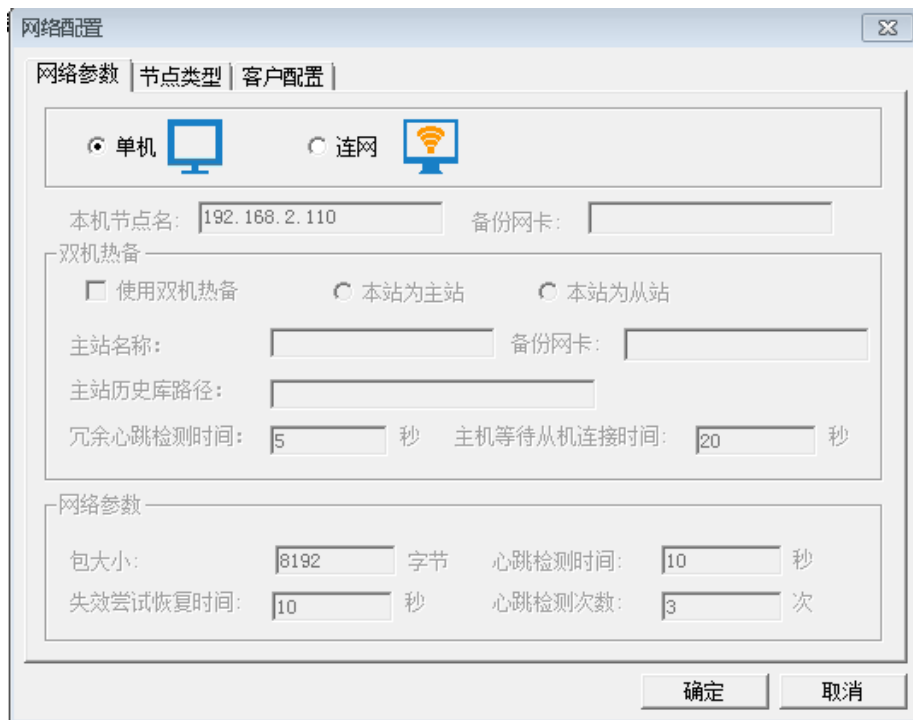 网络配置
网络参数 节点类型 客户配置
单机 连网
本机节点名: 192.168.2.110 备份网卡:
双机热备
使用双机热备 本站为主站 本站为从站
主站名称: 备份网卡:
主站历史库路径:
冗余心跳检测时间: 5 秒 主机等待从机连接时间: 20 秒
网络参数
包大小: 8192 字节 心跳检测时间: 10 秒
失效尝试恢复时间: 10 秒 心跳检测次数: 3 次
确定 取消